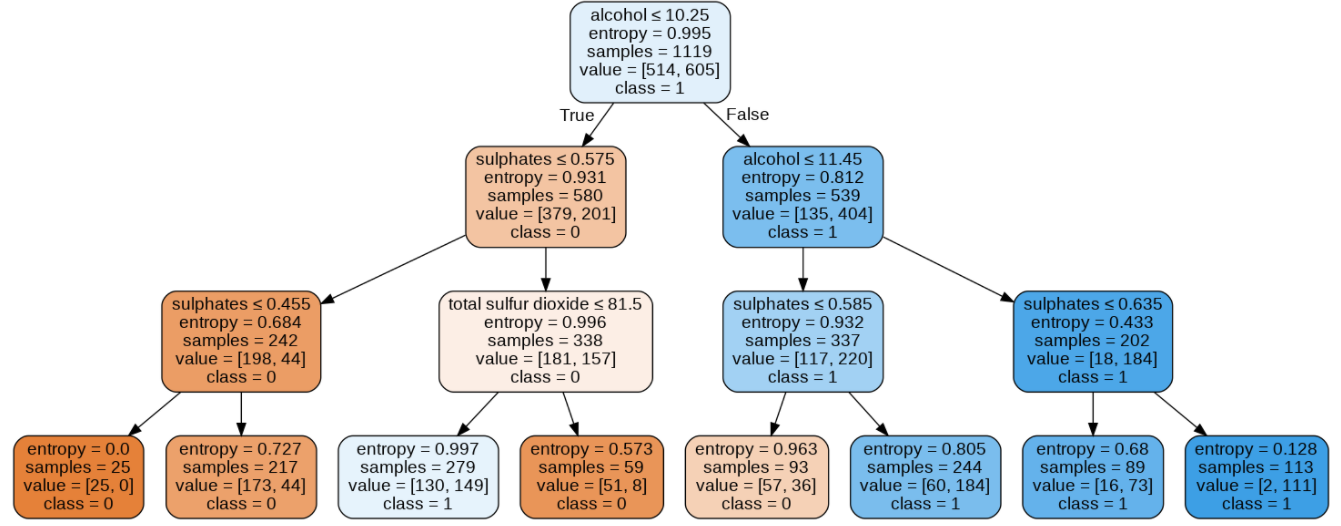 alcohol ≤ 10.25
entropy = 0.995
samples = 1119
value = [514, 605]
class = 1
True
False
sulphates ≤ 0.575
entropy = 0.931
samples = 580
value = [379, 201]
class = 0
alcohol ≤ 11.45
entropy = 0.812
samples = 539
value = [135, 404]
class = 1
sulphates ≤ 0.455
entropy = 0.684
samples = 242
value = [198, 44]
class = 0
total sulfur dioxide ≤ 81.5
entropy = 0.996
samples = 338
value = [181, 157]
class = 0
sulphates ≤ 0.585
entropy = 0.932
samples = 337
value = [117, 220]
class = 1
sulphates ≤ 0.635
entropy = 0.433
samples = 202
value = [18, 184]
class = 1
entropy = 0.0
samples = 25
value = [25, 0]
class = 0
entropy = 0.727
samples = 217
value = [173, 44]
class = 0
entropy = 0.997
samples = 279
value = [130, 149]
class = 1
entropy = 0.573
samples = 59
value = [51, 8]
class = 0
entropy = 0.963
samples = 93
value = [57, 36]
class = 0
entropy = 0.805
samples = 244
value = [60, 184]
class = 1
entropy = 0.68
samples = 89
value = [16, 73]
class = 1
entropy = 0.128
samples = 113
value = [2, 111]
class = 1